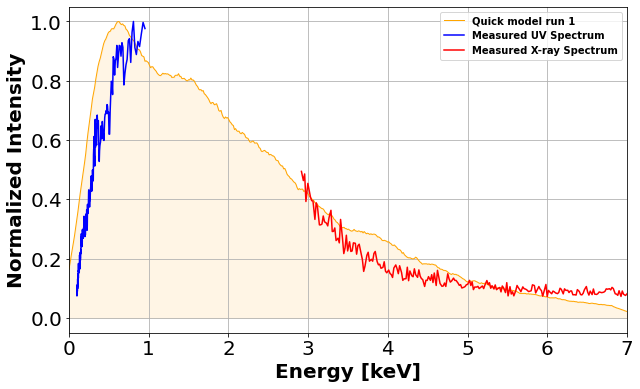 Quick model run 1
Measured UV Spectrum
Measured X-ray Spectrum
Normalized Intensity
1.0
0.8
0.6
0.4
0.2
0.0
0 1 2 3 4 5 6 7
Energy [keV]